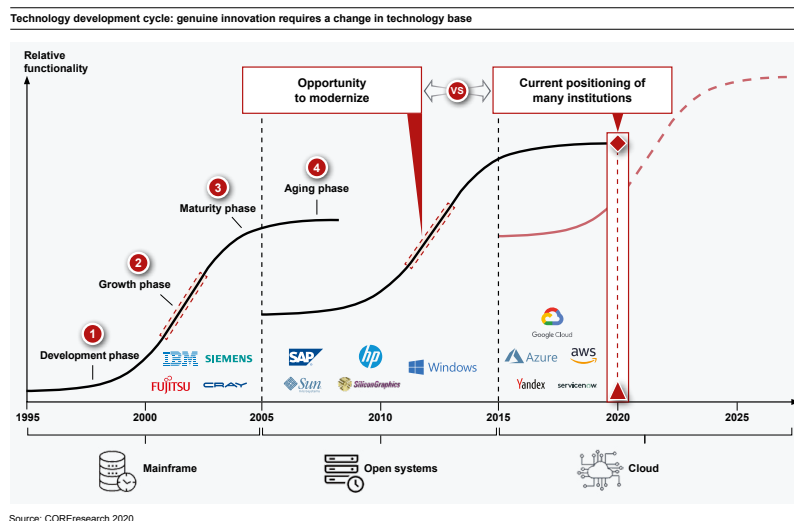 Technology development cycle: genuine innovation requires a change in technology base
Relative
functionality
Opportunity
to modernize
VS
Current positioning of
many institutions
4
Aging phase
3
Maturity phase
2
Growth phase
1
Development phase
IBM
SIEMENS
FUJITSU
CRAY
SAP
hp
Windows
Sun
SiliconGraphics
Google Cloud
Azure
aws
Yandex
servicenow
1995
2000
2005
2010
2015
2020
2025
Mainframe
Open systems
Cloud
Source: COREresearch 2020